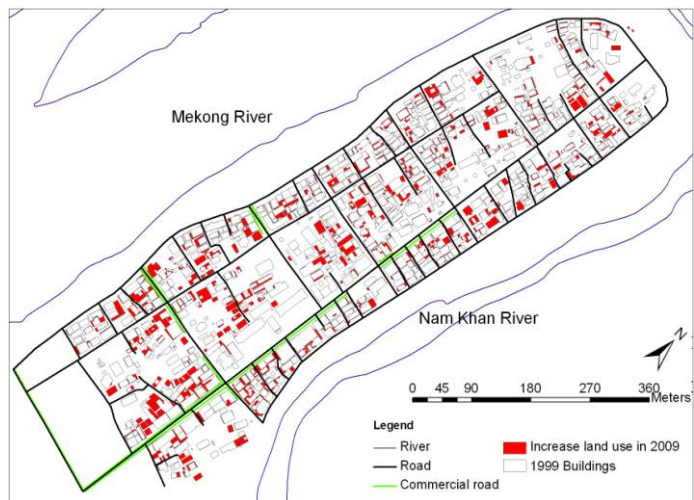 Mekong River
Nam Khan River
N
0 45 90 180 270 360
Meters
Legend
River
Road
Commercial road
Increase land use in 2009
1999 Buildings